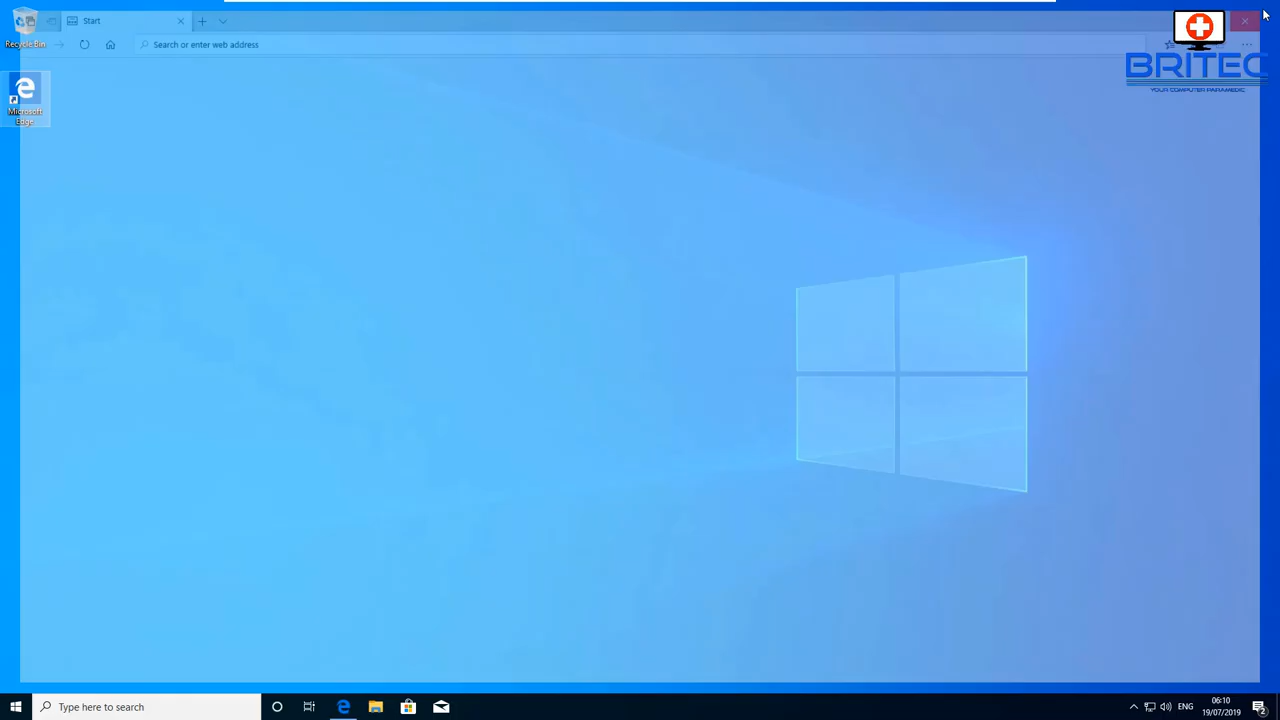 Start
Recycle Bin
Search or enter web address
BRITEC
YOUR COMPUTER PARAMEDIC
Microsoft
Edge
Type here to search
ENG
06:10
19/07/2019
2